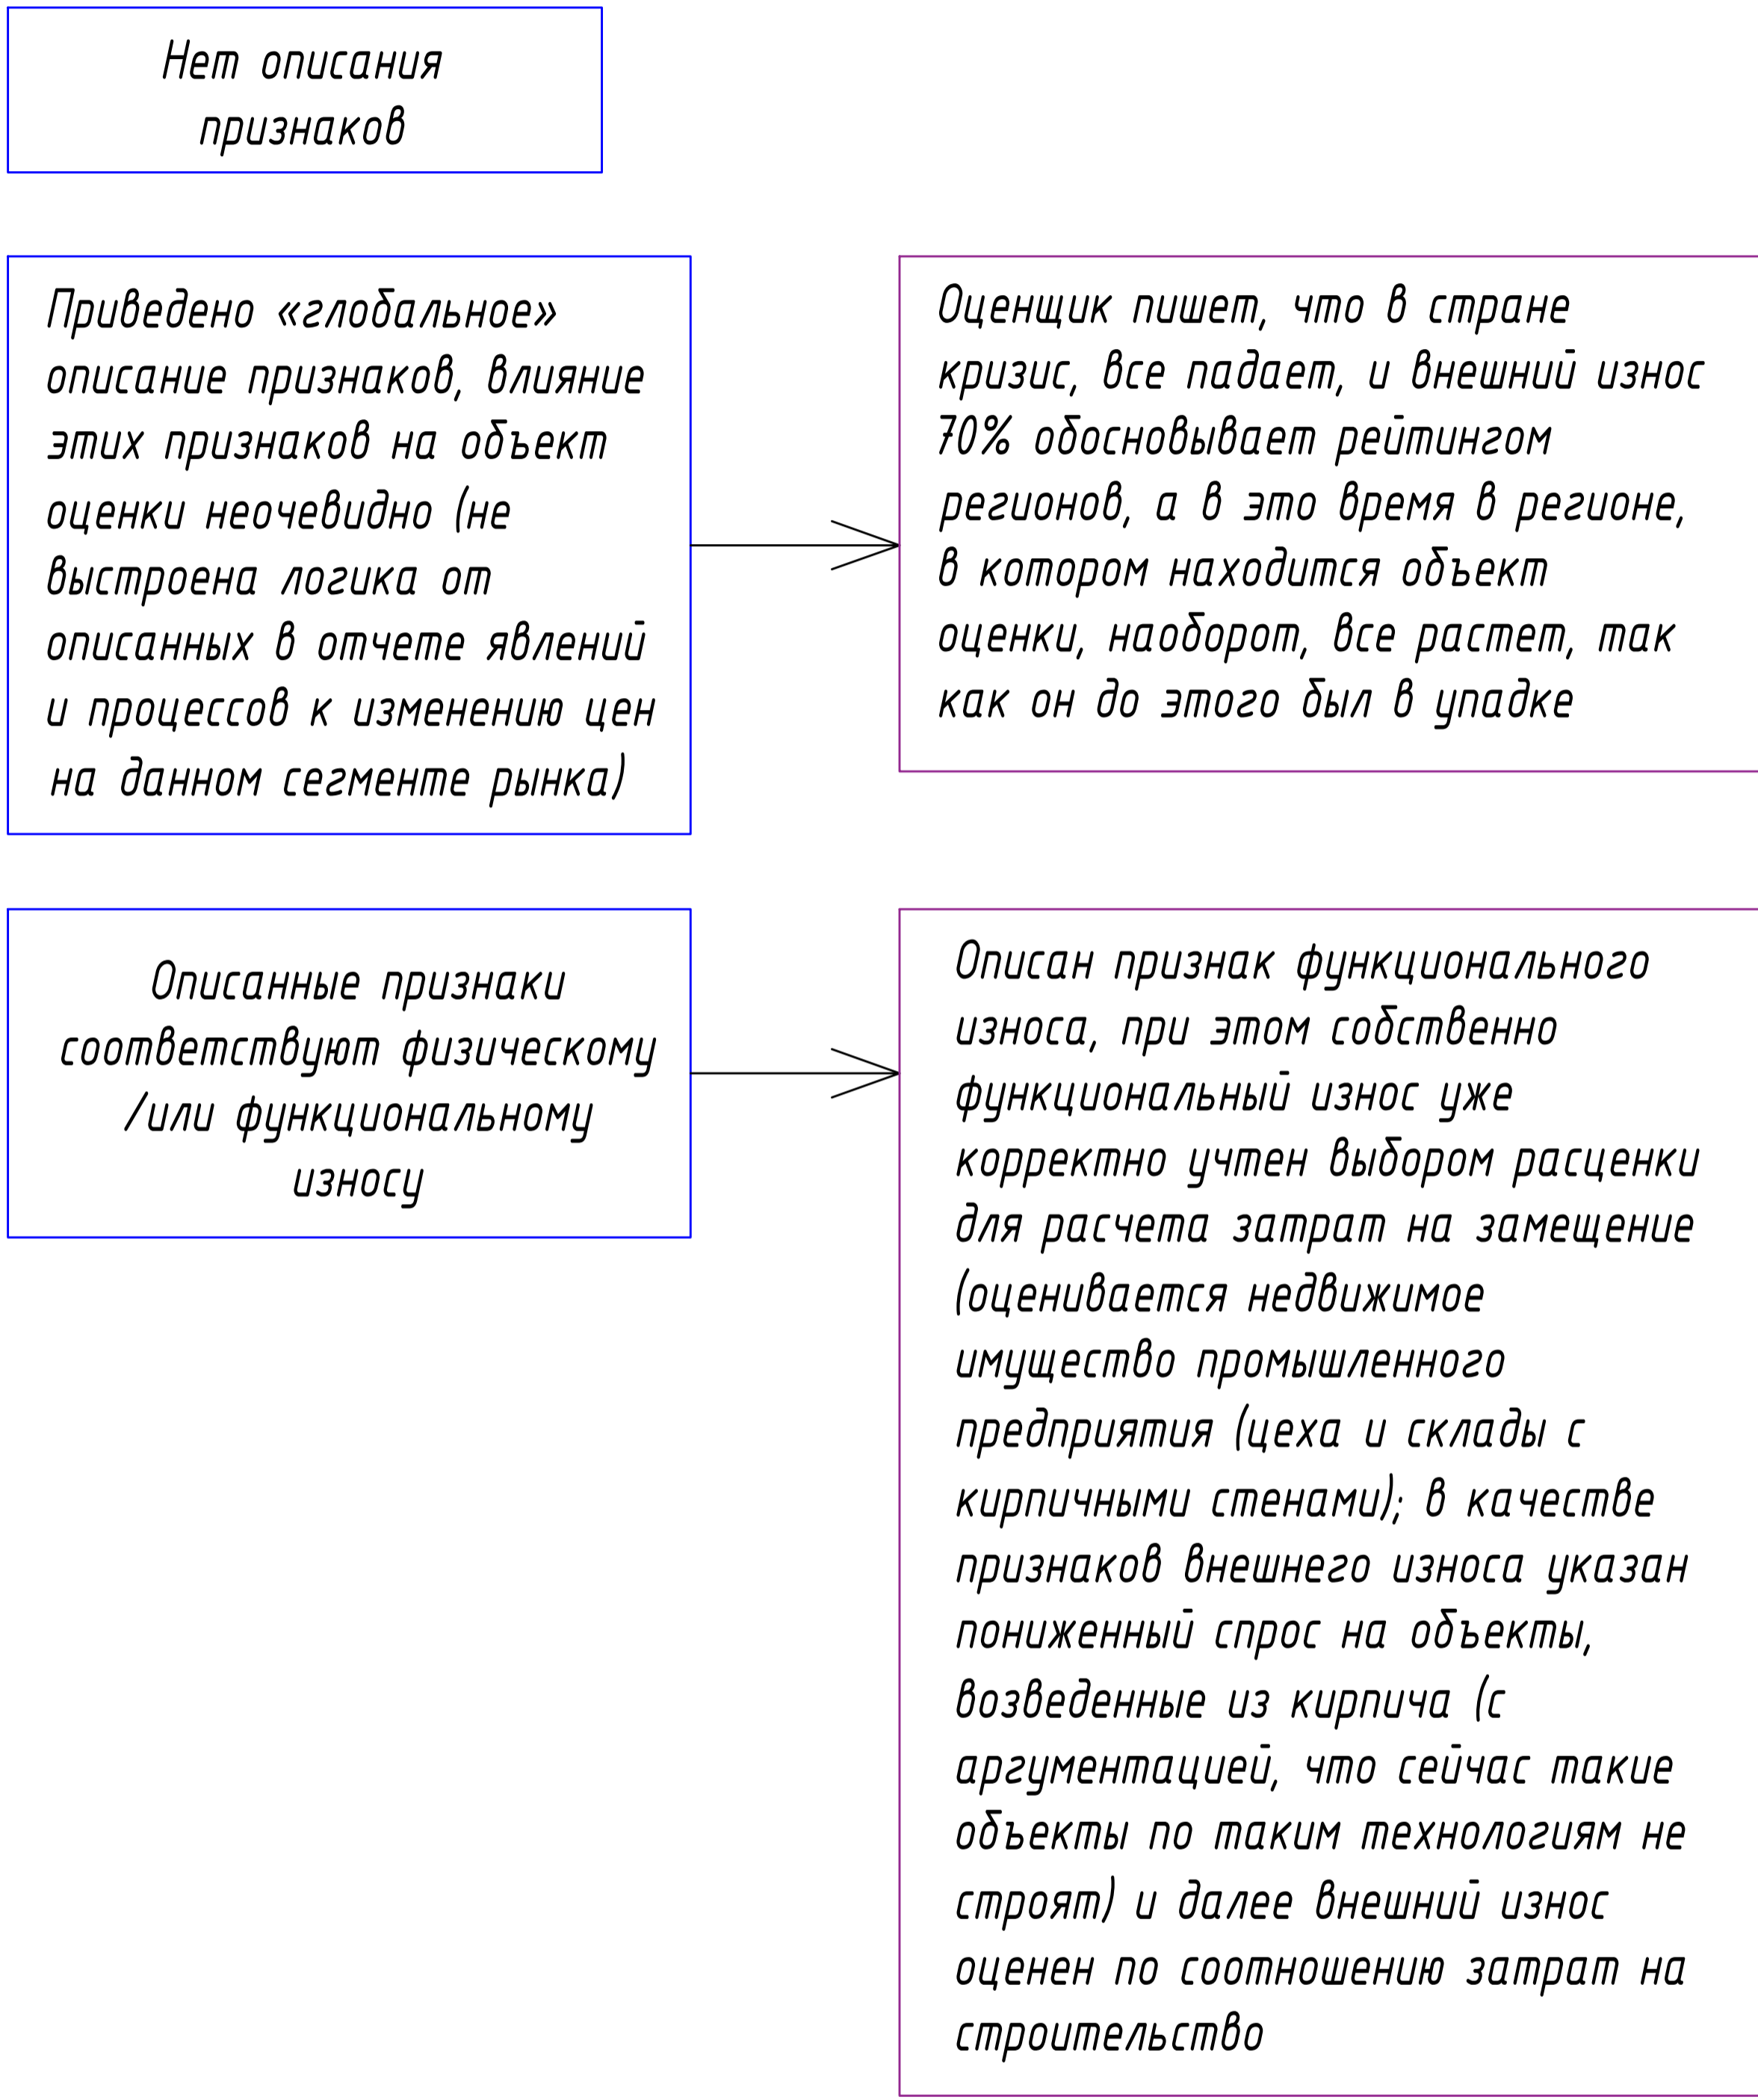 Нет описания
признаков
Приведено «глобальное»
описание признаков, влияние
этих признаков на объект
оценки неочевидно (не
выстроена логика от
описанных в отчете явлений
и процессов к изменению цен
на данном сегменте рынка)
Оценщик пишет, что в стране
кризис, все падает, и внешний износ
70% обосновывает рейтингом
регионов, а в это время в регионе,
в котором находится объект
оценки, наоборот, все растет, так
как он до этого был в упадке
Описанные признаки
соответствуют физическому
/или функциональному
износу
Описан признак функционального
износа, при этом собственно
функциональный износ уже
корректно учтен выбором расценки
для расчета затрат на замещение
(оценивается недвижимое
имущество промышленного
предприятия (цеха и склады с
кирпичными стенами); в качестве
признаков внешнего износа указан
пониженный спрос на объекты,
возведенные из кирпича (с
аргументацией, что сейчас такие
объекты по таким технологиям не
строят) и далее внешний износ
оценен по соотношению затрат на
строительство